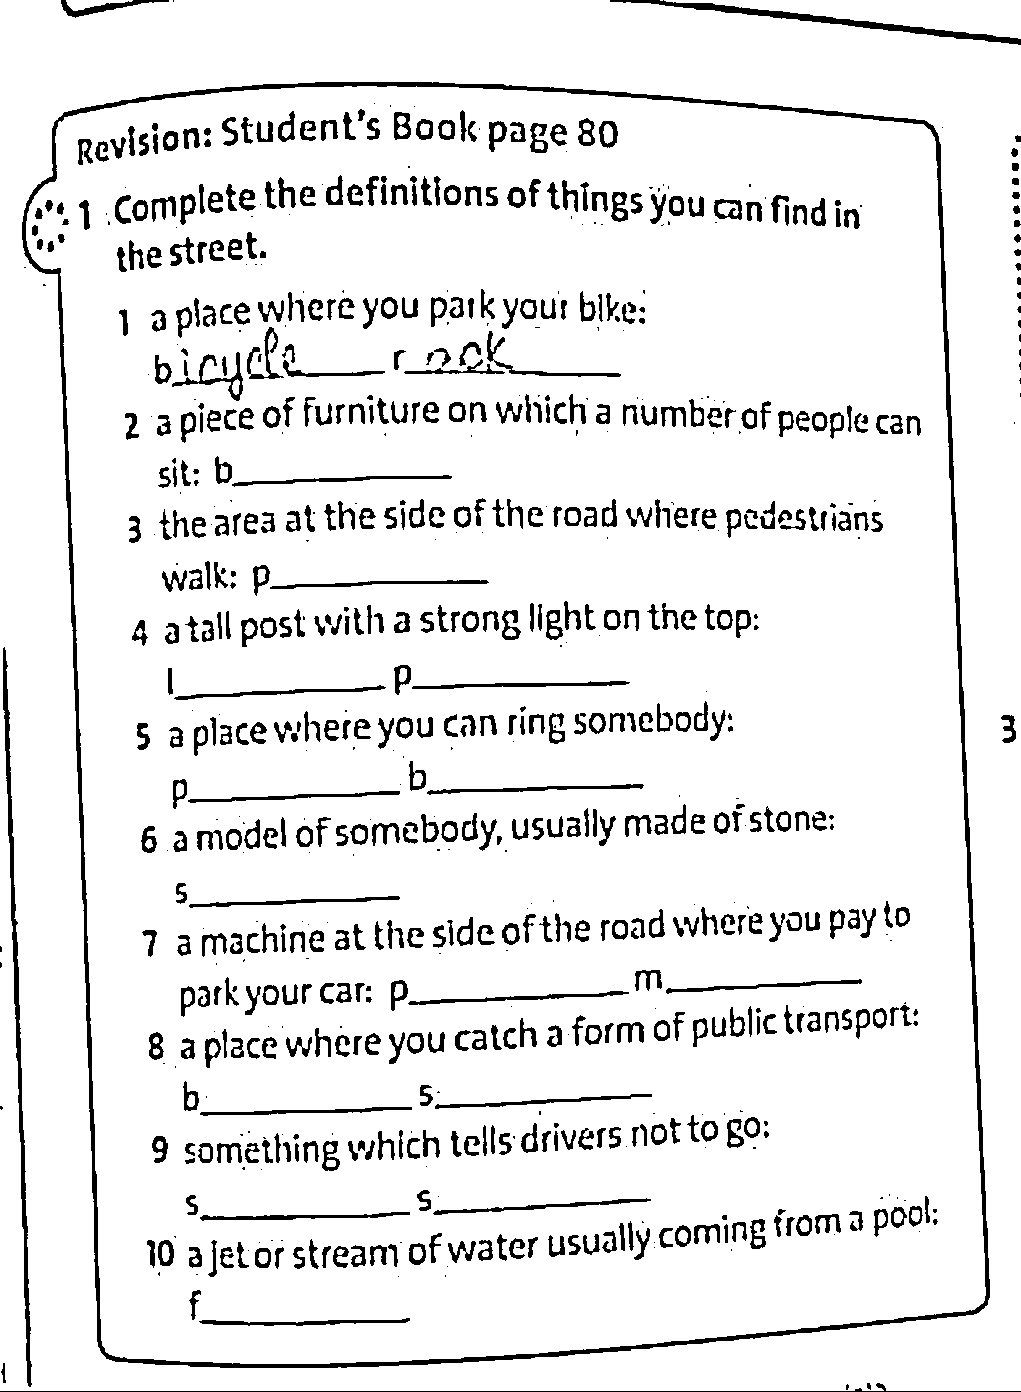 Revision: Student's Book page 80
1 Complete the definitions of things you can find in
the street.
1 a place where you park your bike:
bicycle r ack
2 a piece of furniture on which a number of people can
sit: b
3 the area at the side of the road where pedestrians
walk: p
4 a tall post with a strong light on the top:
l p
5 a place where you can ring somebody:
p b
6 a model of somebody, usually made of stone:
s
7 a machine at the side of the road where you pay to
park your car: p m
8 a place where you catch a form of public transport:
b s
9 something which tells drivers not to go:
s s
10 a jet or stream of water usually coming from a pool:
f
3